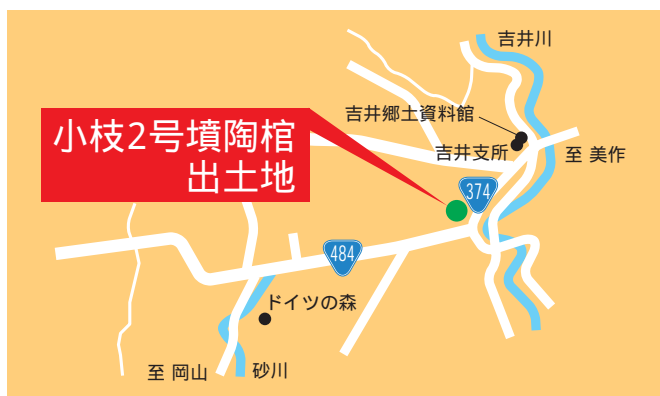 吉井川
吉井郷土資料館
小枝2号墳陶棺
出土地
吉井支所
至 美作
374
484
ドイツの森
至 岡山
砂川